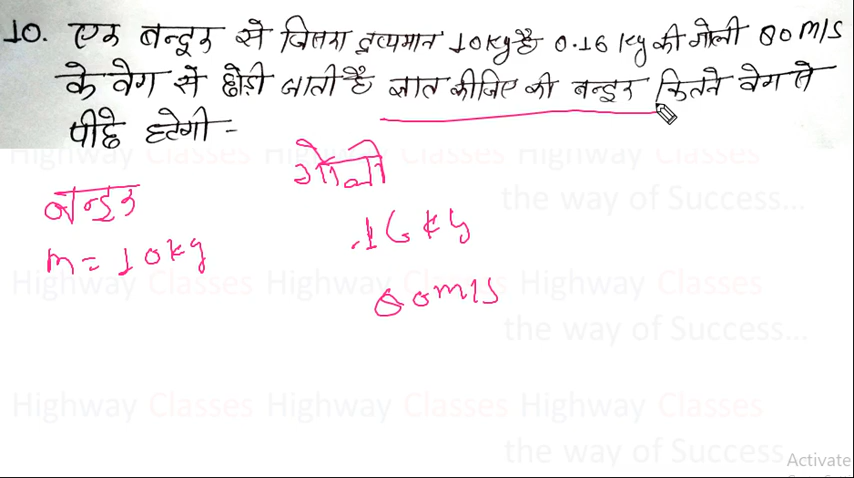 10. एक बन्दूक से जिसका द्रव्यमान 10kg है 0.16 kg की गोली 80 m/s
के वेग से छोड़ी जाती है ज्ञात कीजिए की बन्दूक कितने वेग से
पीछे हटेगी -
Highway Classes Highway Classes Highway Classes
the way of Success...
बन्दूक गोली
m = 10kg .16 kg
80m/s
Highway Classes Highway Classes Highway Classes
the way of Success...
Highway Classes Highway Classes Highway Classes
the way of Success
Activate